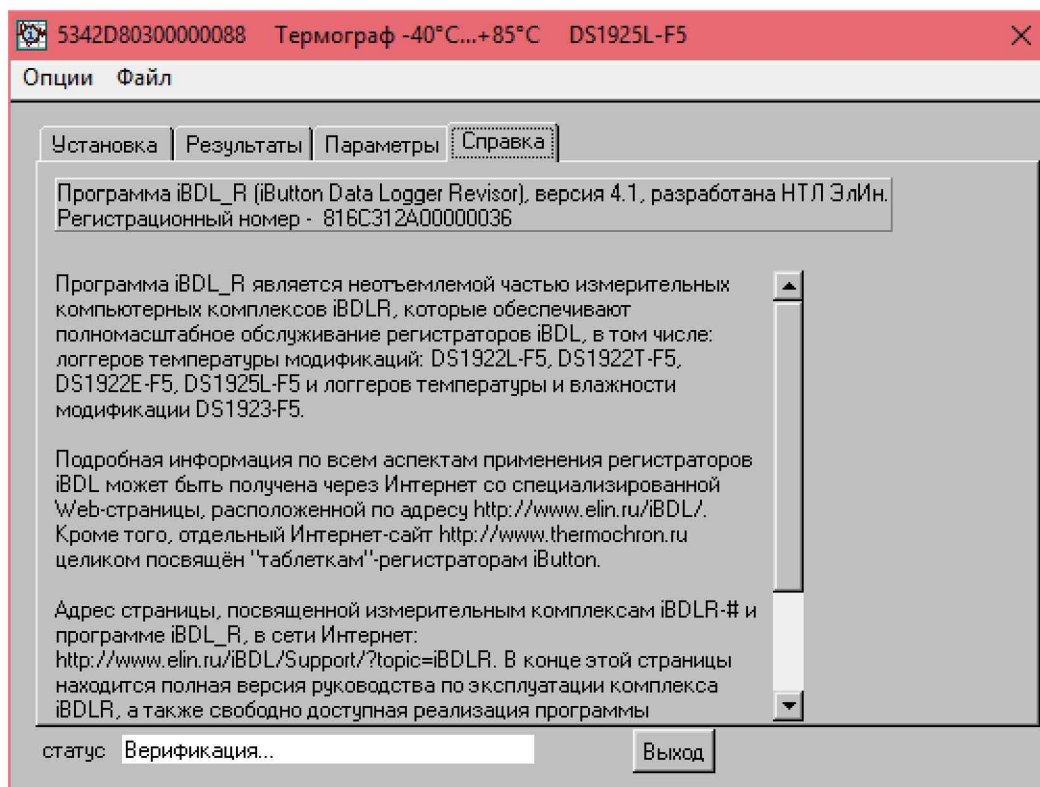 5342D80300000088 Термограф -40°C...+85°C DS1925L-F5
Опции Файл
Установка Результаты Параметры Справка
Программа iBDL_R (iButton Data Logger Revisor), версия 4.1, разработана НТЛ ЭлИн.
Регистрационный номер - 816C312A00000036
Программа iBDL_R является неотъемлемой частью измерительных
компьютерных комплексов iBDLR, которые обеспечивают
полномасштабное обслуживание регистраторов iBDL, в том числе:
логгеров температуры модификаций: DS1922L-F5, DS1922T-F5,
DS1922E-F5, DS1925L-F5 и логгеров температуры и влажности
модификации DS1923-F5.
Подробная информация по всем аспектам применения регистраторов
iBDL может быть получена через Интернет со специализированной
Web-страницы, расположенной по адресу http://www.elin.ru/iBDL/.
Кроме того, отдельный Интернет-сайт http://www.thermochron.ru
целиком посвящён "таблеткам"-регистраторам iButton.
Адрес страницы, посвященной измерительным комплексам iBDLR-# и
программе iBDL_R, в сети Интернет:
http://www.elin.ru/iBDL/Support/?topic=iBDLR. В конце этой страницы
находится полная версия руководства по эксплуатации комплекса
iBDLR, а также свободно доступная реализация программы
статус Верификация... Выход